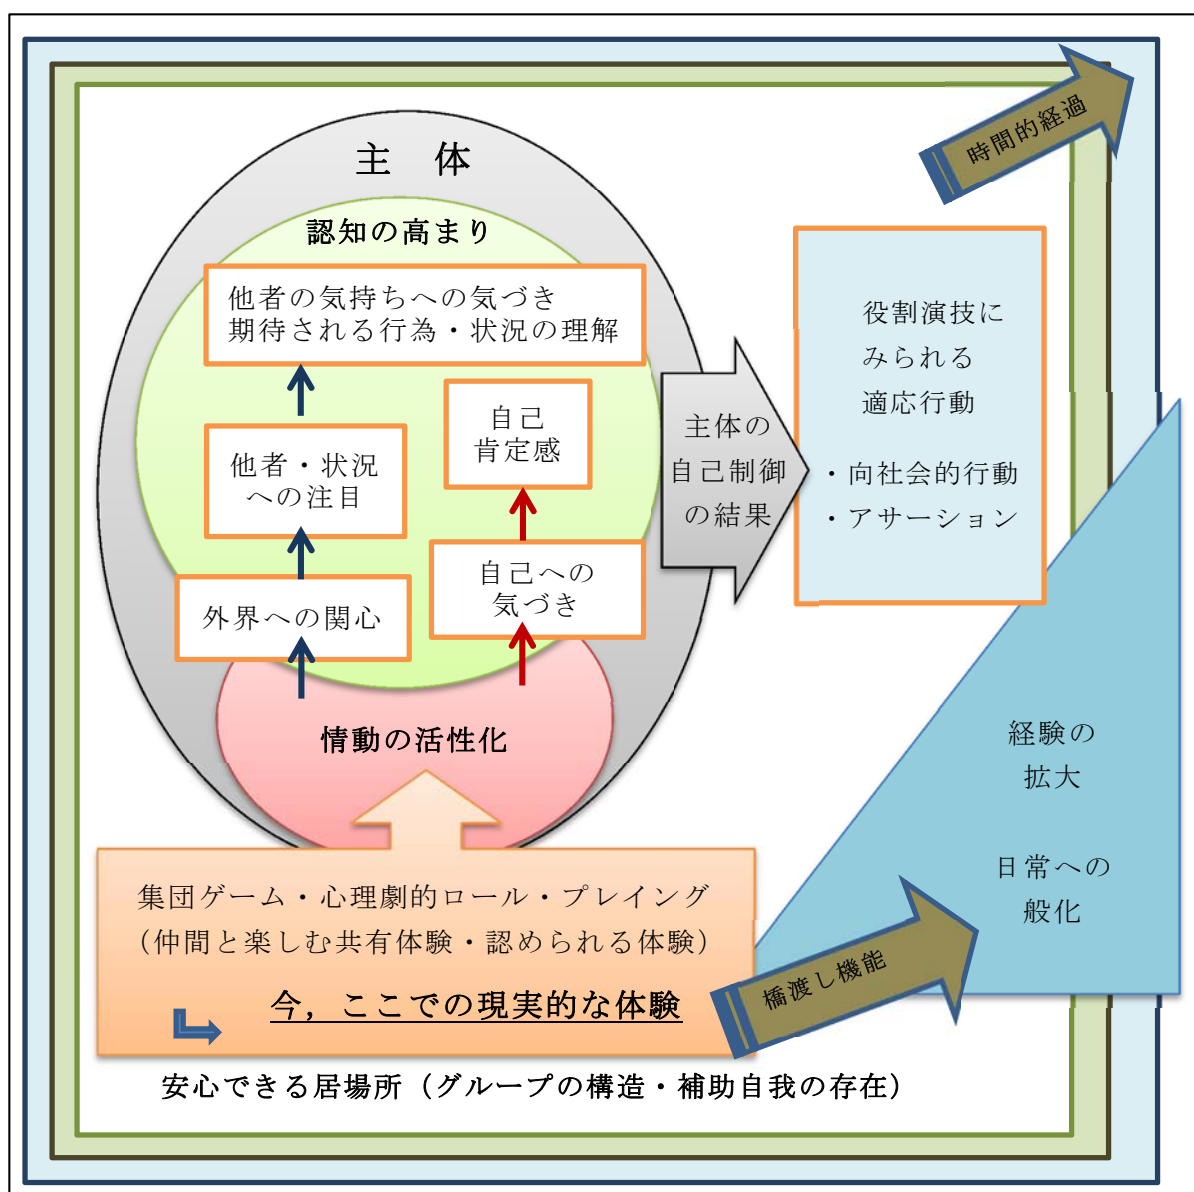 時間的経過
主　体
認知の高まり
他者の気持ちへの気づき
期待される行為・状況の理解
自己
肯定感
他者・状況
への注目
自己への
気づき
外界への関心
情動の活性化
主体の
自己制御
の結果
役割演技に
みられる
適応行動
・向社会的行動
・アサーション
経験の
拡大
日常への
般化
集団ゲーム・心理劇的ロール・プレイング
（仲間と楽しむ共有体験・認められる体験）
今，ここでの現実的な体験
橋渡し機能
安心できる居場所（グループの構造・補助自我の存在）